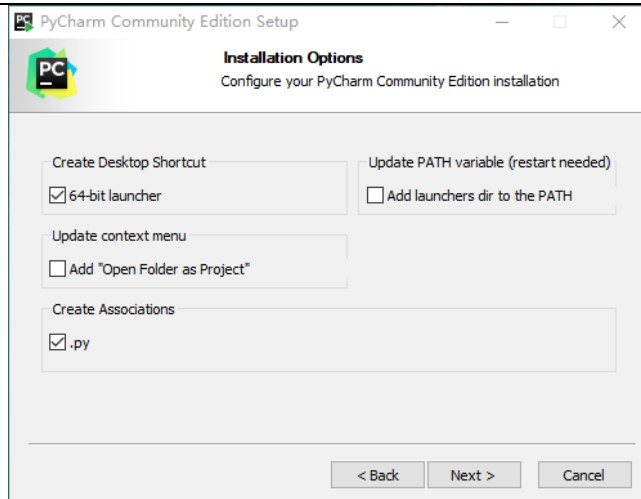 PyCharm Community Edition Setup
PC
Installation Options
Configure your PyCharm Community Edition installation
Create Desktop Shortcut
64-bit launcher
Update PATH variable (restart needed)
Add launchers dir to the PATH
Update context menu
Add "Open Folder as Project"
Create Associations
.py
< Back
Next >
Cancel